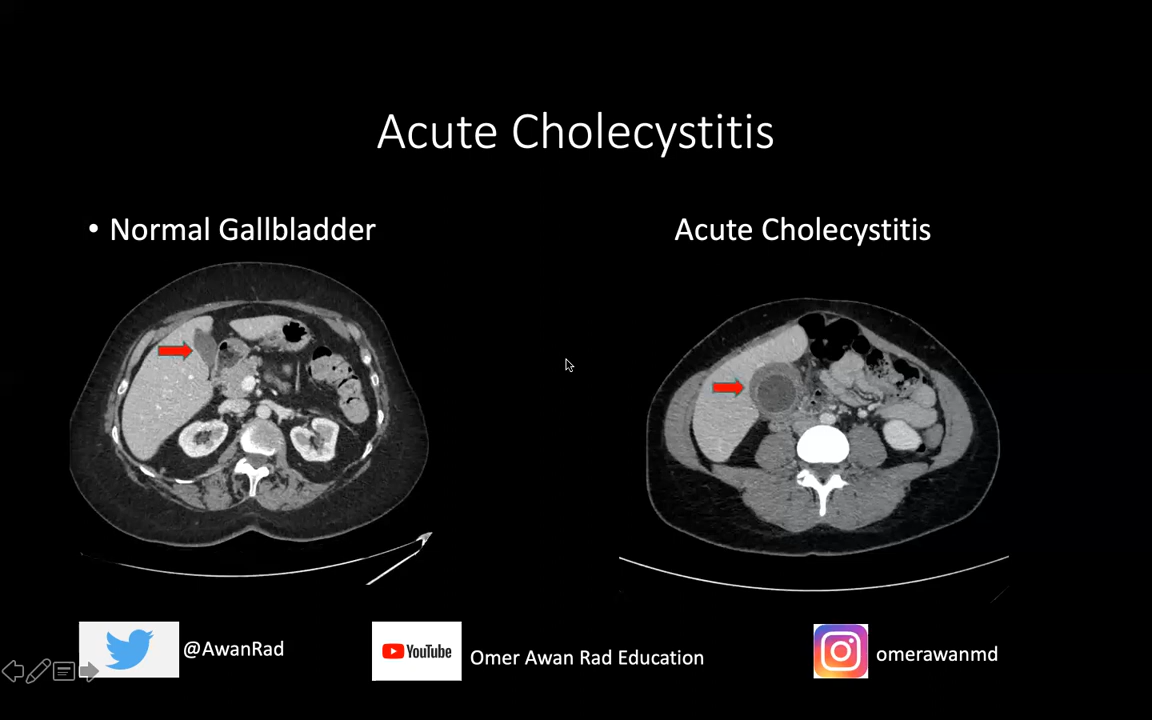 Acute Cholecystitis
• Normal Gallbladder
Acute Cholecystitis
@AwanRad
YouTube
Omer Awan Rad Education
omerawanmd